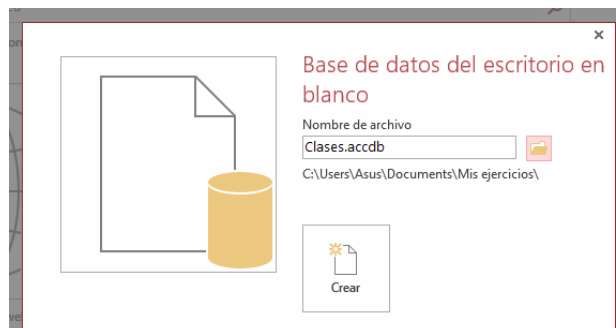 Base de datos del escritorio en
blanco
Nombre de archivo
Clases.accdb
C:\Users\Asus\Documents\Mis ejercicios\
Crear